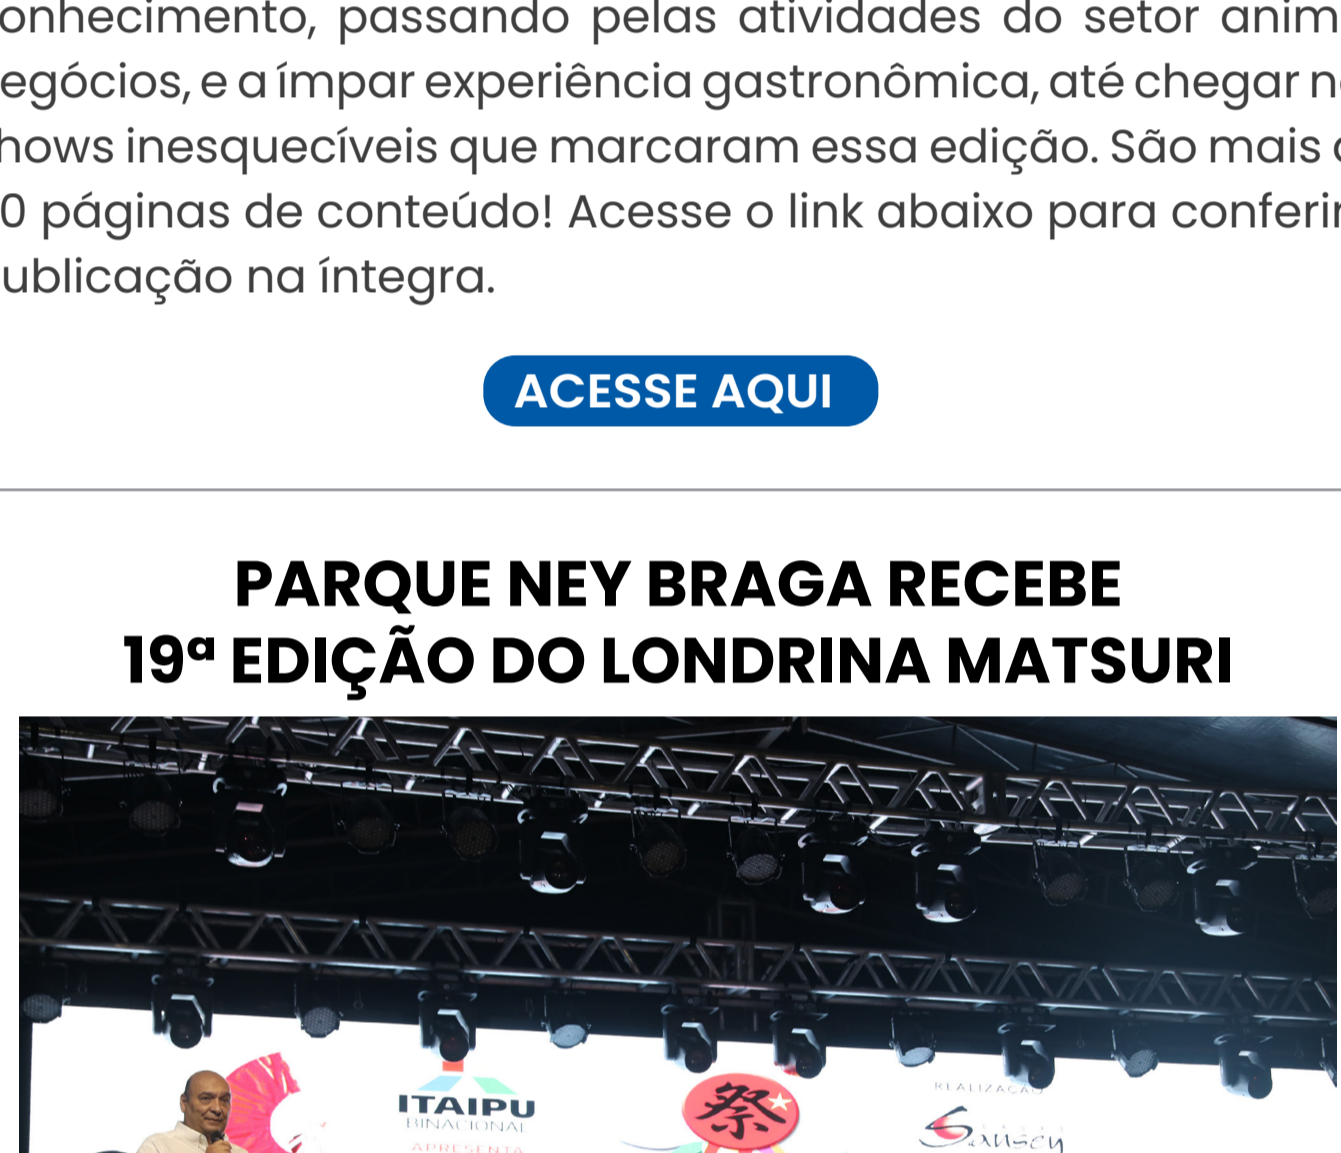 onhecimento, passando pelas atividades do setor anim
egócios, e a ímpar experiência gastronômica, até chegar n
hows inesquecíveis que marcaram essa edição. São mais d
0 páginas de conteúdo! Acesse o link abaixo para conferir
ublicação na íntegra.
ACESSE AQUI
PARQUE NEY BRAGA RECEBE
19ª EDIÇÃO DO LONDRINA MATSURI
ITAIPU
BINACIONAL
APRESENTA
祭
REALIZAÇÃO
Sansey